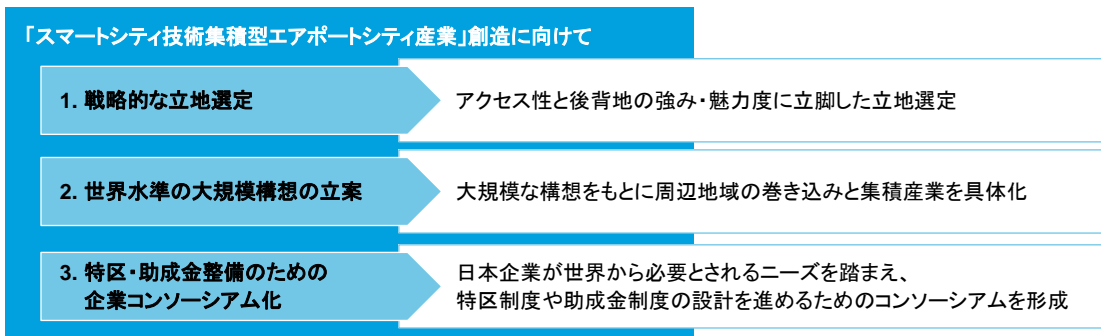 「スマートシティ技術集積型エアポートシティ産業」創造に向けて
1. 戦略的な立地選定
アクセス性と後背地の強み・魅力度に立脚した立地選定
2. 世界水準の大規模構想の立案
大規模な構想をもとに周辺地域の巻き込みと集積産業を具体化
3. 特区・助成金整備のための
企業コンソーシアム化
日本企業が世界から必要とされるニーズを踏まえ、
特区制度や助成金制度の設計を進めるためのコンソーシアムを形成